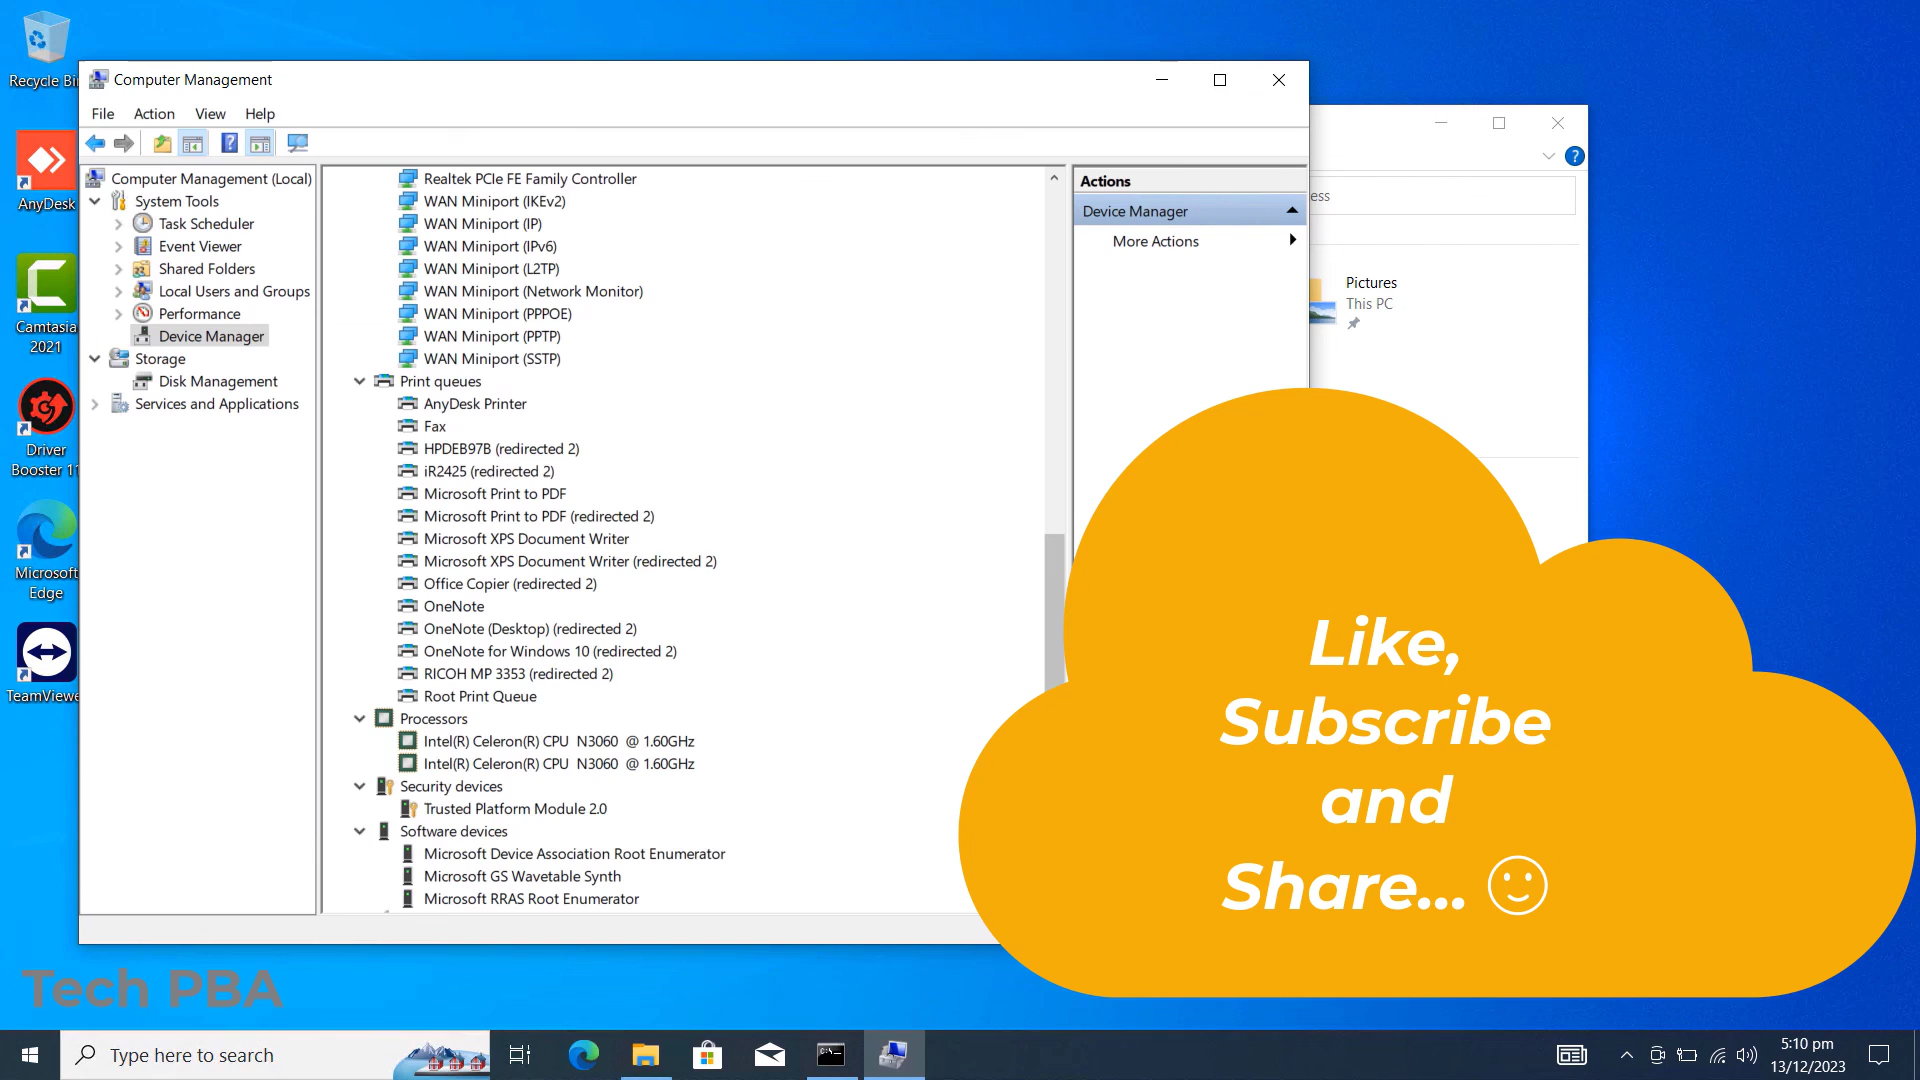 Recycle Bin
AnyDesk
Camtasia
2021
Driver
Booster 11
Microsoft
Edge
TeamViewer
Computer Management
File Action View Help
Computer Management (Local)
System Tools
Task Scheduler
Event Viewer
Shared Folders
Local Users and Groups
Performance
Device Manager
Storage
Disk Management
Services and Applications
Realtek PCIe FE Family Controller
WAN Miniport (IKEv2)
WAN Miniport (IP)
WAN Miniport (IPv6)
WAN Miniport (L2TP)
WAN Miniport (Network Monitor)
WAN Miniport (PPPOE)
WAN Miniport (PPTP)
WAN Miniport (SSTP)
Print queues
AnyDesk Printer
Fax
HPDEB97B (redirected 2)
iR2425 (redirected 2)
Microsoft Print to PDF
Microsoft Print to PDF (redirected 2)
Microsoft XPS Document Writer
Microsoft XPS Document Writer (redirected 2)
Office Copier (redirected 2)
OneNote
OneNote (Desktop) (redirected 2)
OneNote for Windows 10 (redirected 2)
RICOH MP 3353 (redirected 2)
Root Print Queue
Processors
Intel(R) Celeron(R) CPU N3060 @ 1.60GHz
Intel(R) Celeron(R) CPU N3060 @ 1.60GHz
Security devices
Trusted Platform Module 2.0
Software devices
Microsoft Device Association Root Enumerator
Microsoft GS Wavetable Synth
Microsoft RRAS Root Enumerator
Actions
Device Manager
More Actions
ess
Pictures
This PC
Like,
Subscribe
and
Share...
Tech PBA
Type here to search
5:10 pm
13/12/2023